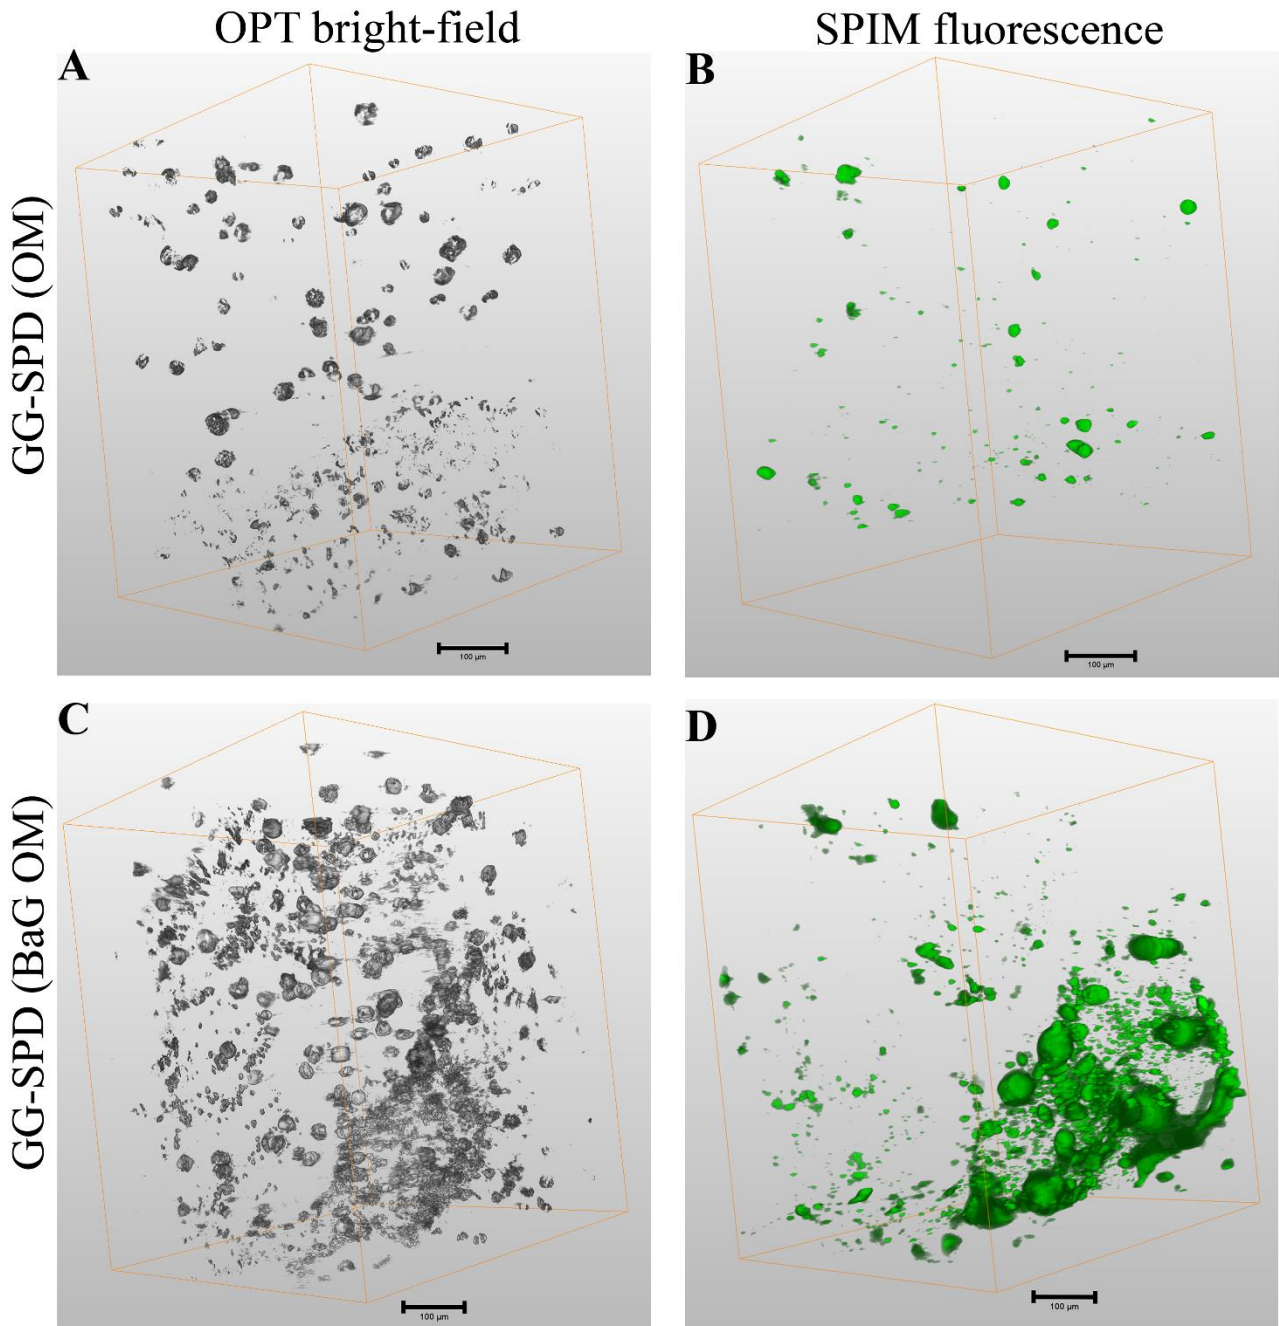 OPT bright-field
SPIM fluorescence
A
B
GG-SPD (OM)
100 µm
100 µm
C
D
GG-SPD (BaG OM)
100 µm
100 µm